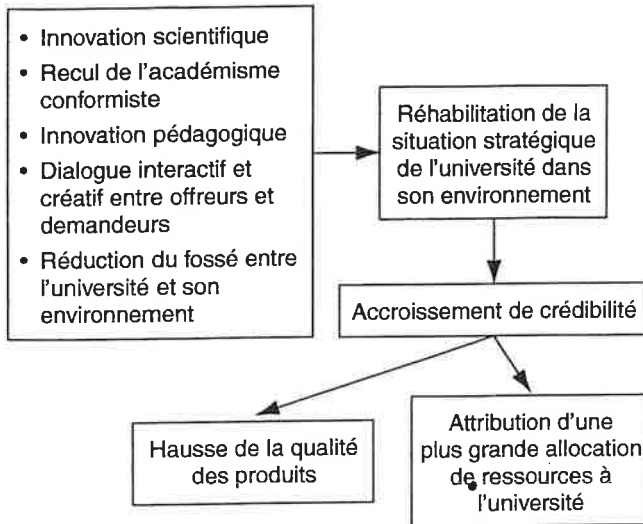 • Innovation scientifique
• Recul de l'académisme
conformiste
• Innovation pédagogique
• Dialogue interactif et
créatif entre offreurs et
demandeurs
• Réduction du fossé entre
l'université et son
environnement
Réhabilitation de la
situation stratégique
de l'université dans
son environnement
Accroissement de crédibilité
Hausse de la qualité
des produits
Attribution d'une
plus grande allocation
de ressources à
l'université